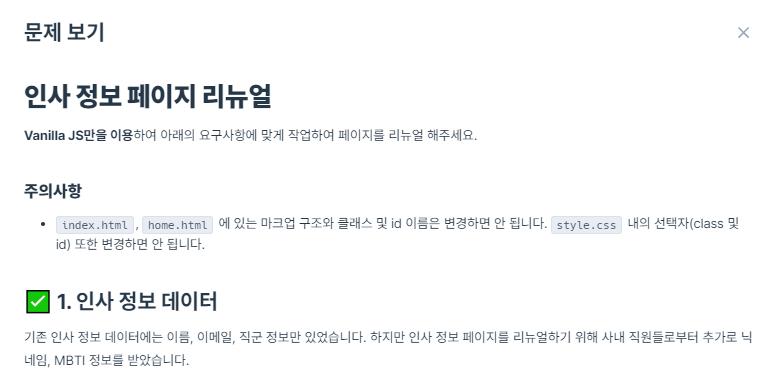 문제 보기
인사 정보 페이지 리뉴얼
Vanilla JS만을 이용하여 아래의 요구사항에 맞게 작업하여 페이지를 리뉴얼 해주세요.
주의사항
• index.html, home.html 에 있는 마크업 구조와 클래스 및 id 이름은 변경하면 안 됩니다. style.css 내의 선택자(class 및
id) 또한 변경하면 안 됩니다.
✅ 1. 인사 정보 데이터
기존 인사 정보 데이터에는 이름, 이메일, 직군 정보만 있었습니다. 하지만 인사 정보 페이지를 리뉴얼하기 위해 사내 직원들로부터 추가로 닉
네임, MBTI 정보를 받았습니다.